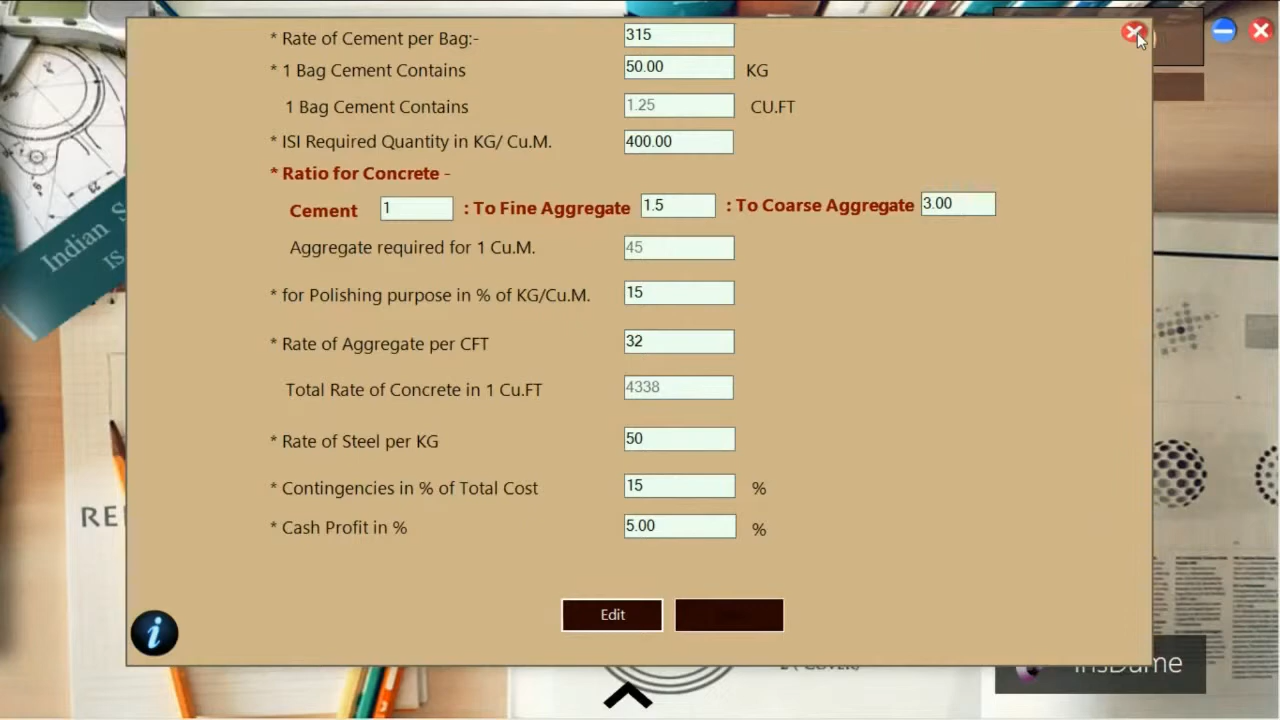 * Rate of Cement per Bag:- 315
* 1 Bag Cement Contains 50.00 KG
1 Bag Cement Contains 1.25 CU.FT
* ISI Required Quantity in KG/ Cu.M. 400.00
* Ratio for Concrete -
Cement 1 : To Fine Aggregate 1.5 : To Coarse Aggregate 3.00
Aggregate required for 1 Cu.M. 45
* for Polishing purpose in % of KG/Cu.M. 15
* Rate of Aggregate per CFT 32
Total Rate of Concrete in 1 Cu.FT 4338
* Rate of Steel per KG 50
* Contingencies in % of Total Cost 15 %
* Cash Profit in % 5.00 %
Edit
Indian S
IS
REI